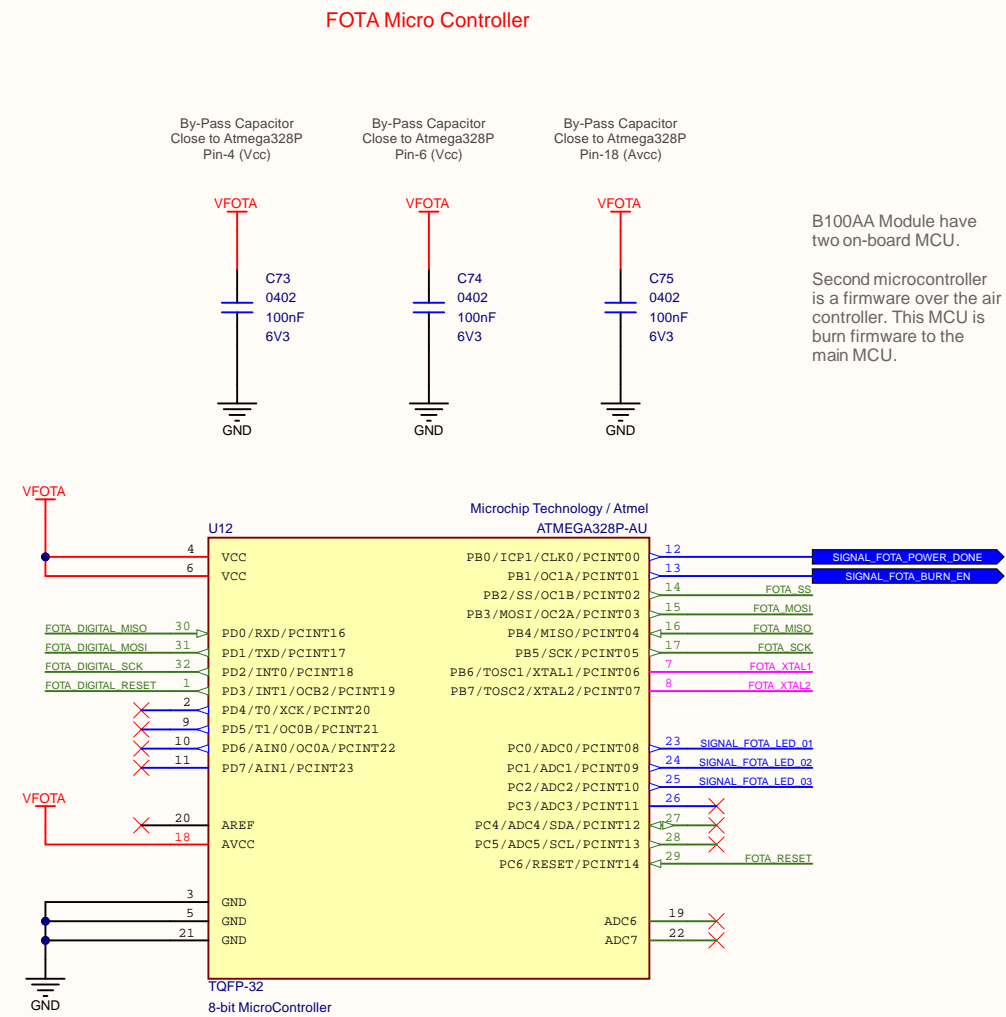 FOTA Micro Controller
By-Pass Capacitor
Close to Atmega328P
Pin-4 (Vcc)
By-Pass Capacitor
Close to Atmega328P
Pin-6 (Vcc)
By-Pass Capacitor
Close to Atmega328P
Pin-18 (Avcc)
VFOTA
VFOTA
VFOTA
C73
0402
100nF
6V3
C74
0402
100nF
6V3
C75
0402
100nF
6V3
GND
GND
GND
B100AA Module have
two on-board MCU.
Second microcontroller
is a firmware over the air
controller. This MCU is
burn firmware to the
main MCU.
VFOTA
Microchip Technology / Atmel
U12
ATMEGA328P-AU
4 VCC
6 VCC
FOTA_DIGITAL_MISO 30 PD0/RXD/PCINT16
FOTA_DIGITAL_MOSI 31 PD1/TXD/PCINT17
FOTA_DIGITAL_SCK 32 PD2/INT0/PCINT18
FOTA_DIGITAL_RESET 1 PD3/INT1/OCB2/PCINT19
2 PD4/T0/XCK/PCINT20
9 PD5/T1/OC0B/PCINT21
10 PD6/AIN0/OC0A/PCINT22
11 PD7/AIN1/PCINT23
VFOTA
20 AREF
18 AVCC
3 GND
5 GND
21 GND
GND
PB0/ICP1/CLK0/PCINT00 12 SIGNAL_FOTA_POWER_DONE
PB1/OC1A/PCINT01 13 SIGNAL_FOTA_BURN_EN
PB2/SS/OC1B/PCINT02 14 FOTA_SS
PB3/MOSI/OC2A/PCINT03 15 FOTA_MOSI
PB4/MISO/PCINT04 16 FOTA_MISO
PB5/SCK/PCINT05 17 FOTA_SCK
PB6/TOSC1/XTAL1/PCINT06 7 FOTA_XTAL1
PB7/TOSC2/XTAL2/PCINT07 8 FOTA_XTAL2
PC0/ADC0/PCINT08 23 SIGNAL_FOTA_LED_01
PC1/ADC1/PCINT09 24 SIGNAL_FOTA_LED_02
PC2/ADC2/PCINT10 25 SIGNAL_FOTA_LED_03
PC3/ADC3/PCINT11 26
PC4/ADC4/SDA/PCINT12 27
PC5/ADC5/SCL/PCINT13 28
PC6/RESET/PCINT14 29 FOTA_RESET
ADC6 19
ADC7 22
TQFP-32
8-bit MicroController